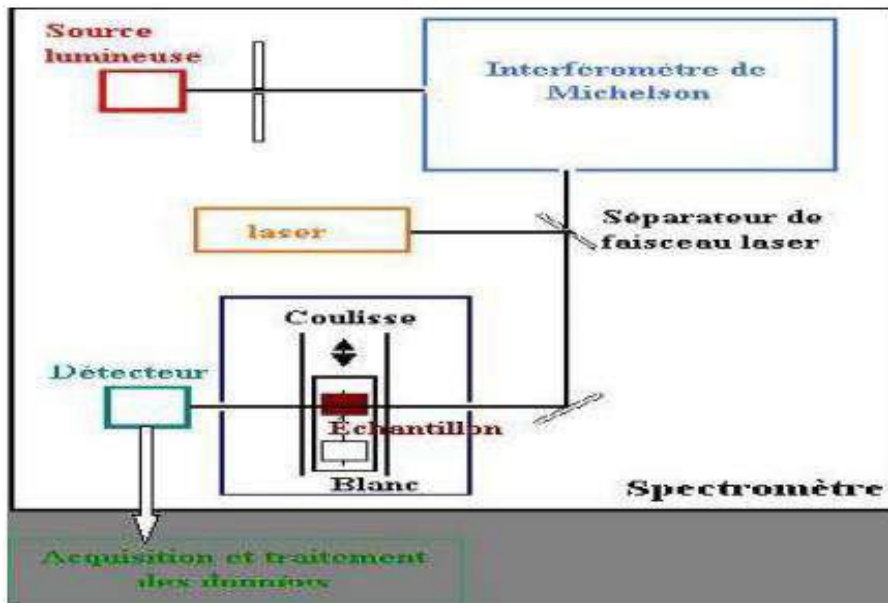 Source
lumineuse
Interféromètre de
Michelson
laser
Séparateur de
faisceau laser
Coulisse
Détecteur
Echantillon
Blanc
Spectromètre
Acquisition et traitement
des données